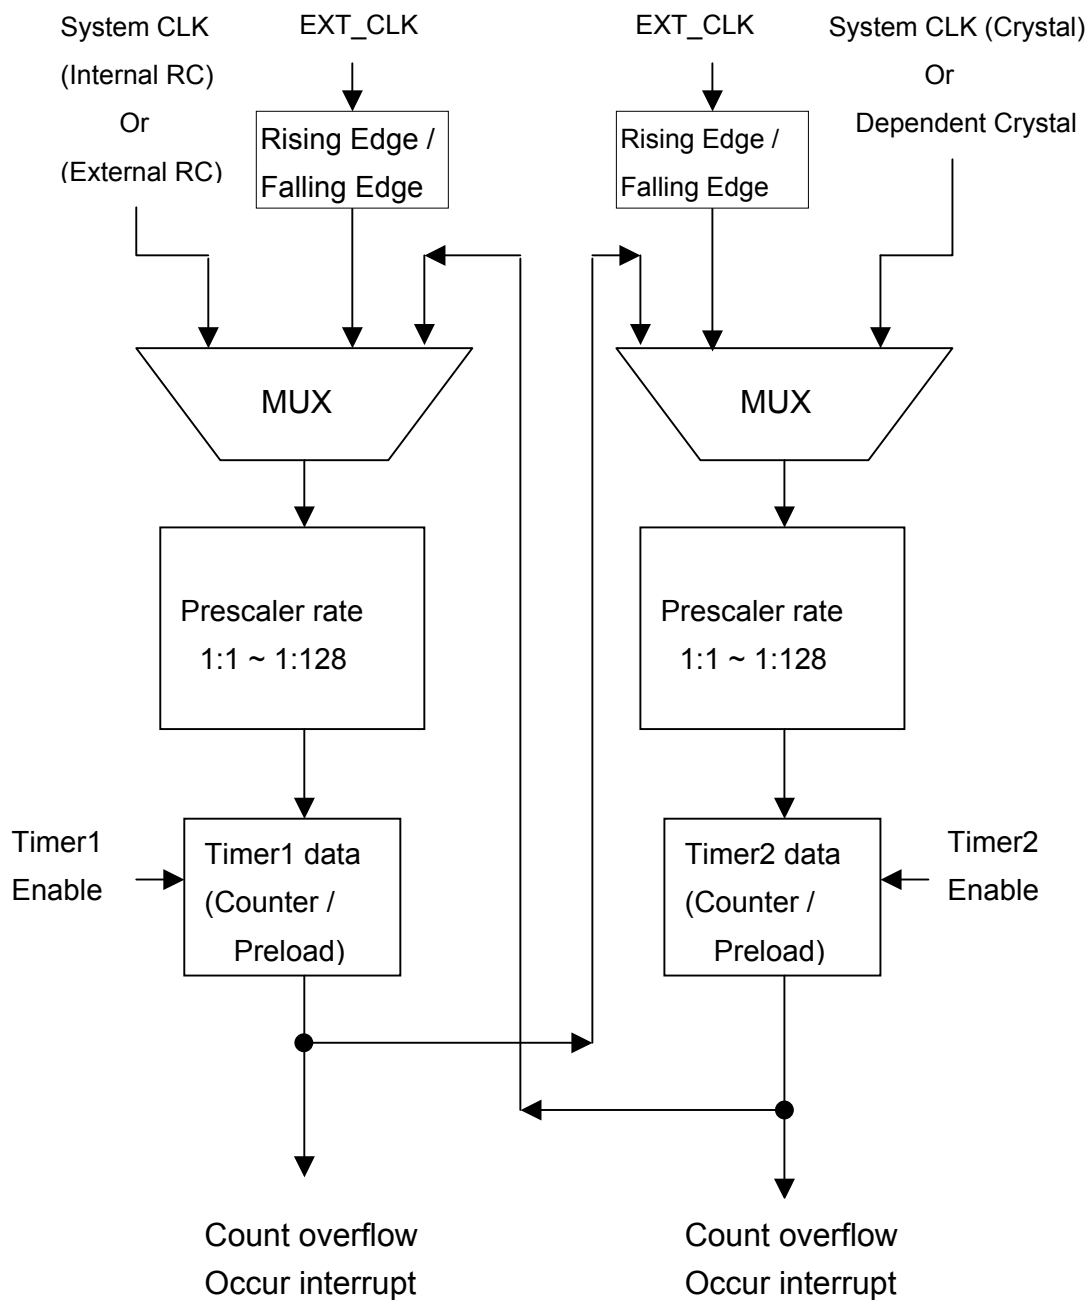 System CLK
(Internal RC)
Or
(External RC)
EXT_CLK
EXT_CLK
System CLK (Crystal)
Or
Dependent Crystal
Rising Edge /
Falling Edge
Rising Edge /
Falling Edge
MUX
MUX
Prescaler rate
1:1 ~ 1:128
Prescaler rate
1:1 ~ 1:128
Timer1
Enable
Timer1 data
(Counter /
Preload)
Timer2 data
(Counter /
Preload)
Timer2
Enable
Count overflow
Occur interrupt
Count overflow
Occur interrupt